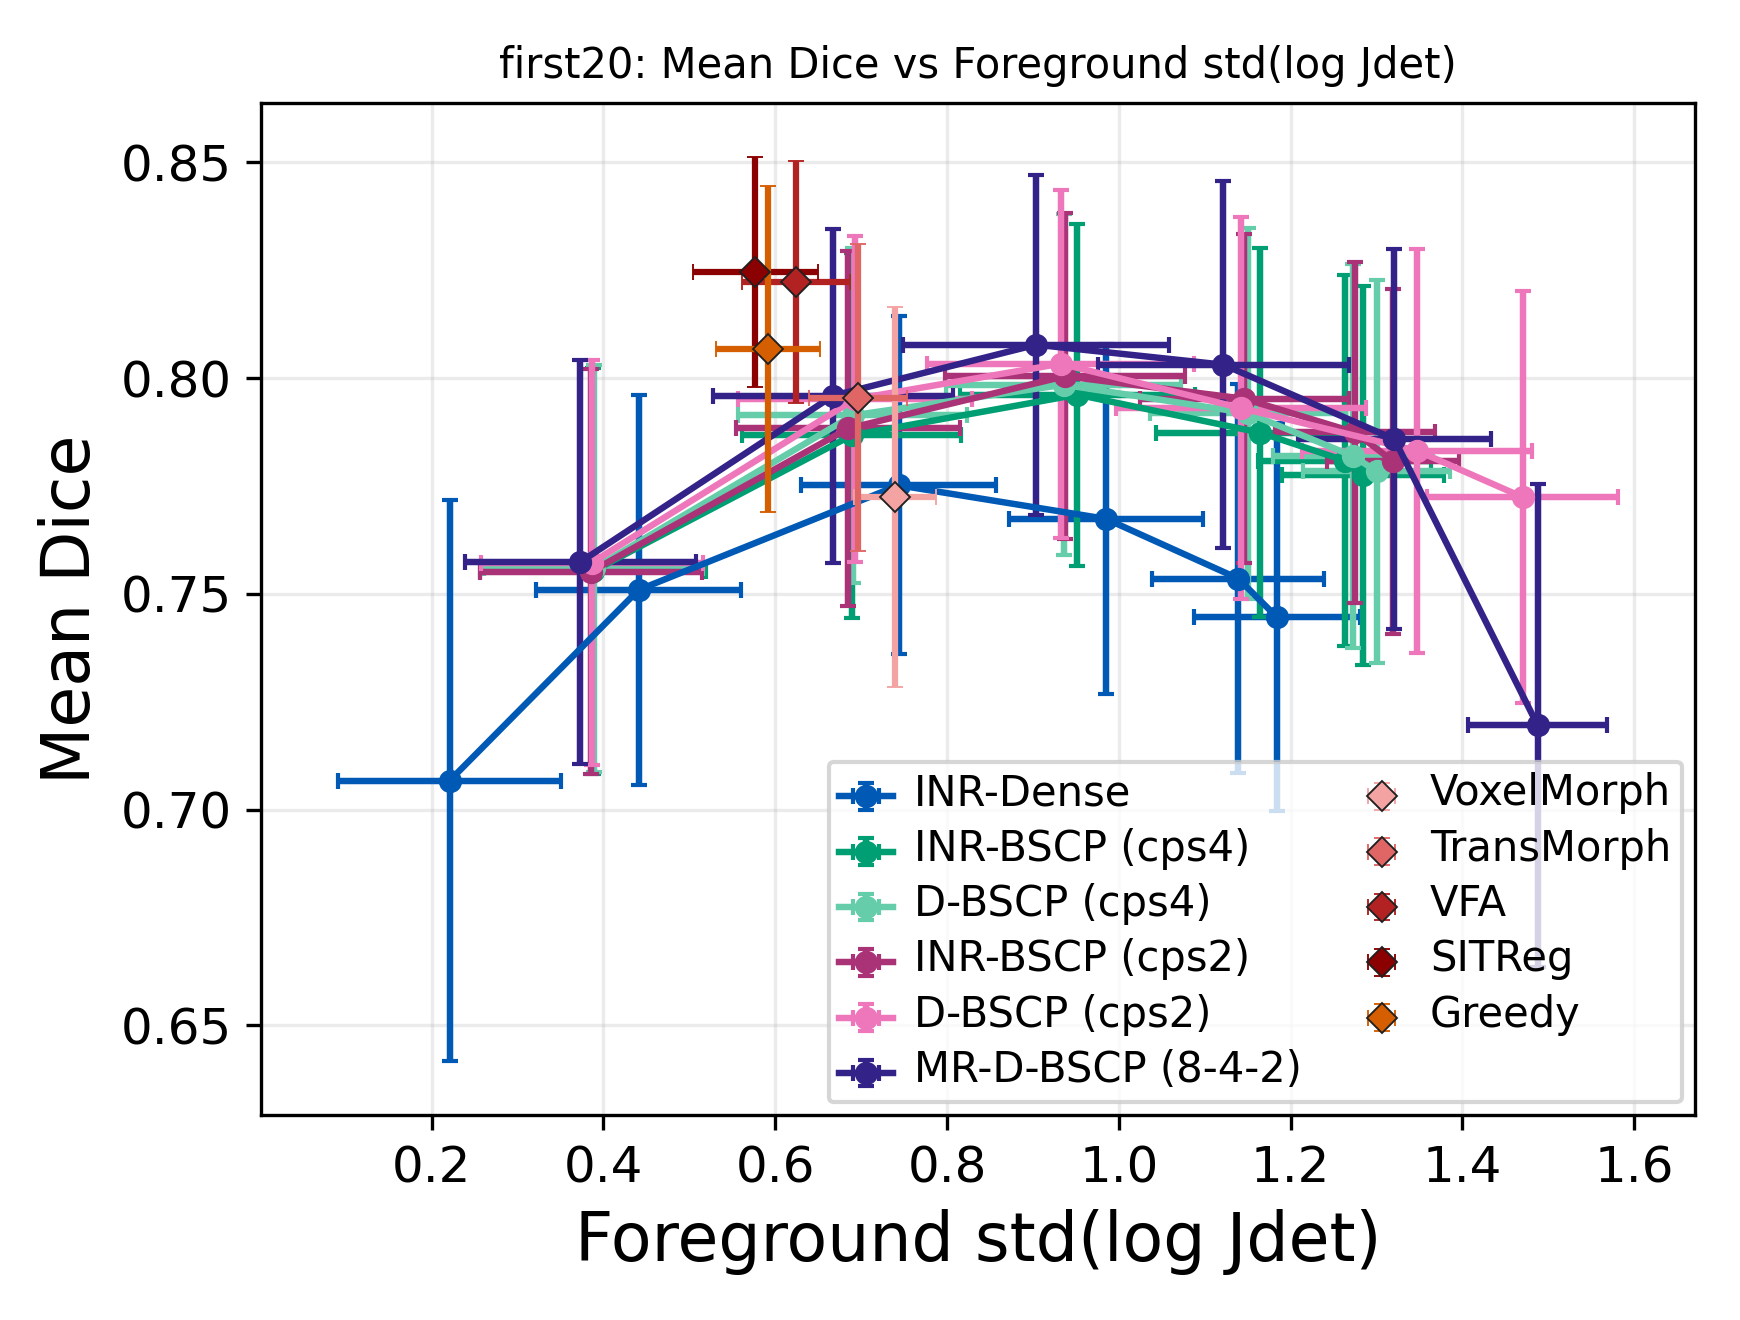 first20: Mean Dice vs Foreground std(log Jdet)
0.85
0.80
0.75
0.70
0.65
Mean Dice
0.2 0.4 0.6 0.8 1.0 1.2 1.4 1.6
Foreground std(log Jdet)
INR-Dense
INR-BSCP (cps4)
D-BSCP (cps4)
INR-BSCP (cps2)
D-BSCP (cps2)
MR-D-BSCP (8-4-2)
VoxelMorph
TransMorph
VFA
SITReg
Greedy